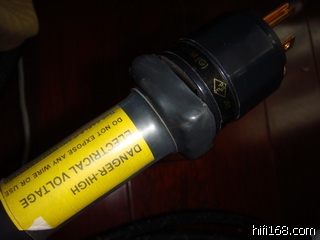 DANGER-HIGH
ELECTRICAL VOLTAGE
DO NOT EXPOSE ANY WIRE OR USE
hifi168.com